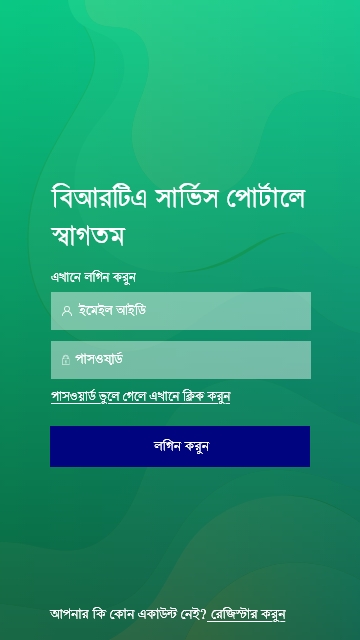 বিআরটিএ সার্ভিস পোর্টালে
স্বাগতম
এখানে লগিন করুন
ইমেইল আইডি
পাসওয়ার্ড
পাসওয়ার্ড ভুলে গেলে এখানে ক্লিক করুন
লগিন করুন
আপনার কি কোন একাউন্ট নেই? রেজিস্টার করুন